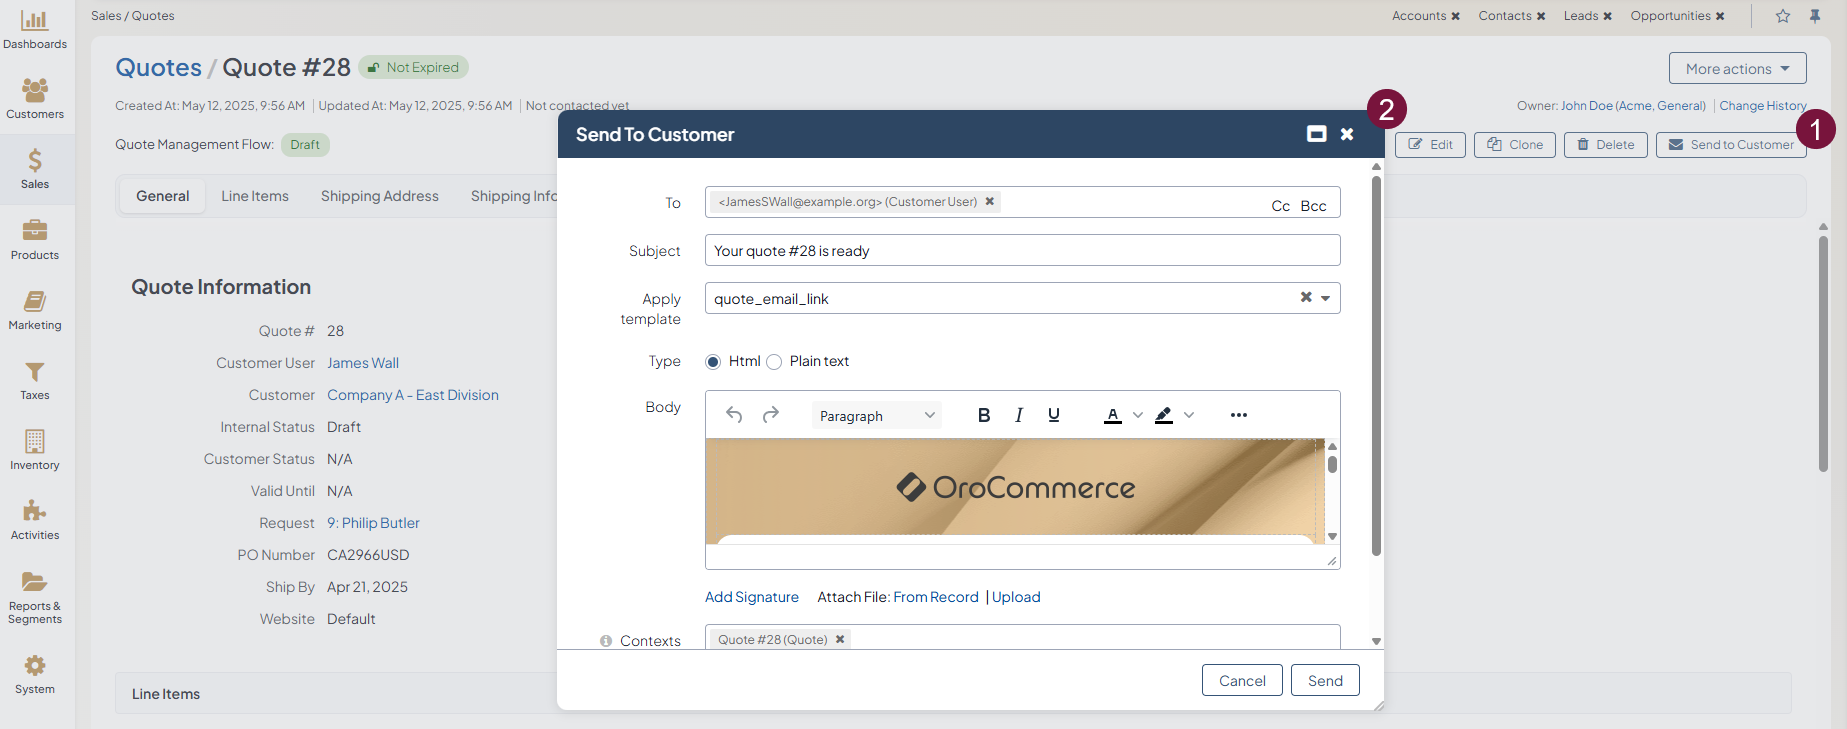 Sales / Quotes
Accounts ✖ Contacts ✖ Leads ✖ Opportunities ✖
Dashboards
Customers
Sales
Products
Marketing
Taxes
Inventory
Activities
Reports &
Segments
System
Quotes / Quote #28 Not Expired
More actions
Created At: May 12, 2025, 9:56 AM | Updated At: May 12, 2025, 9:56 AM | Not contacted yet
Owner: John Doe (Acme, General) | Change History
Quote Management Flow: Draft
Edit Clone Delete Send to Customer
1
2
General Line Items Shipping Address Shipping Info
Quote Information
Quote # 28
Customer User James Wall
Customer Company A - East Division
Internal Status Draft
Customer Status N/A
Valid Until N/A
Request 9: Philip Butler
PO Number CA2966USD
Ship By Apr 21, 2025
Website Default
Line Items
Send To Customer
To <JamesSWall@example.org> (Customer User) ✖ Cc Bcc
Subject Your quote #28 is ready
Apply template quote_email_link
Type Html Plain text
Body
Paragraph B I U A •••
OroCommerce
Add Signature Attach File: From Record | Upload
Contexts Quote #28 (Quote) ✖
Cancel Send